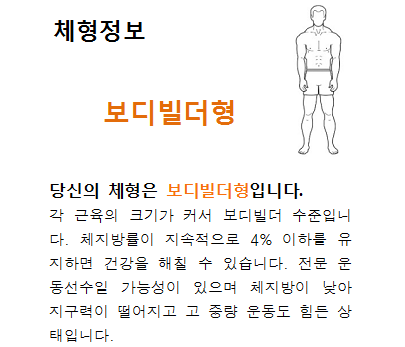 체형정보
보디빌더형
당신의 체형은 보디빌더형입니다.
각 근육의 크기가 커서 보디빌더 수준입니
다. 체지방률이 지속적으로 4% 이하를 유
지하면 건강을 해칠 수 있습니다. 전문 운
동선수일 가능성이 있으며 체지방이 낮아
지구력이 떨어지고 고 중량 운동도 힘든 상
태입니다.